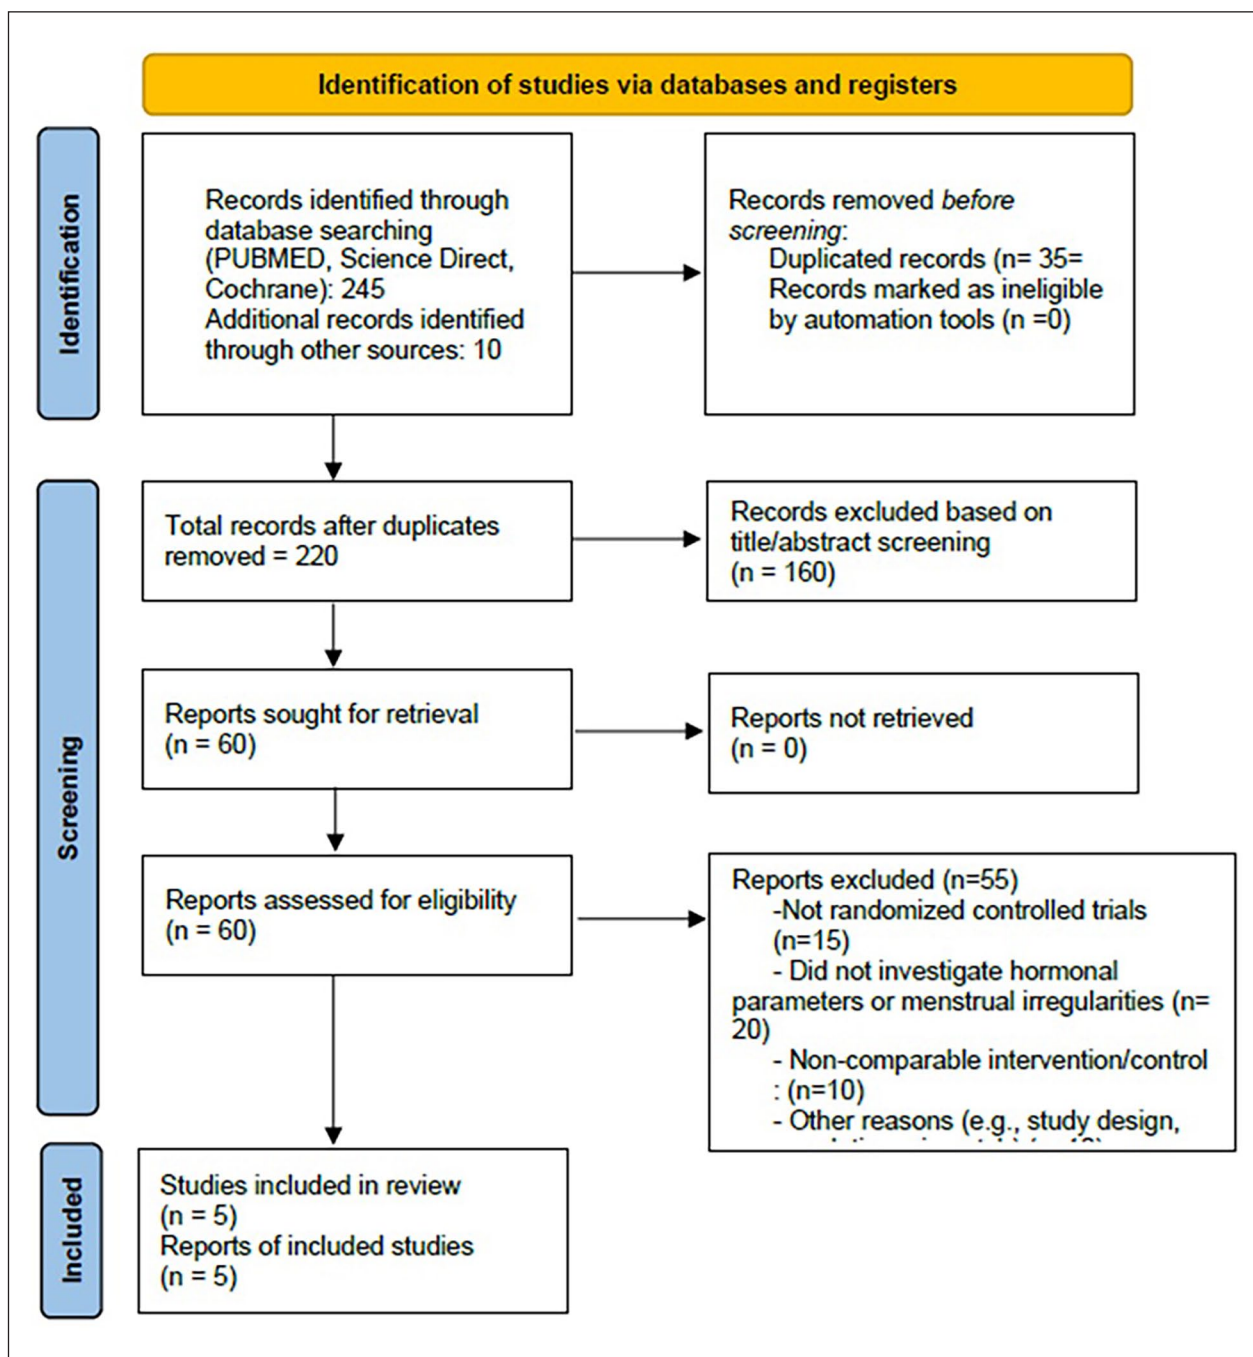 Identification of studies via databases and registers
Identification
Records identified through
database searching
(PUBMED, Science Direct,
Cochrane): 245
Additional records identified
through other sources: 10
Records removed before
screening:
Duplicated records (n= 35=
Records marked as ineligible
by automation tools (n =0)
Screening
Total records after duplicates
removed = 220
Records excluded based on
title/abstract screening
(n = 160)
Reports sought for retrieval
(n = 60)
Reports not retrieved
(n = 0)
Reports assessed for eligibility
(n = 60)
Reports excluded (n=55)
-Not randomized controlled trials
(n=15)
- Did not investigate hormonal
parameters or menstrual irregularities (n=
20)
- Non-comparable intervention/control
: (n=10)
- Other reasons (e.g., study design,
Included
Studies included in review
(n = 5)
Reports of included studies
(n = 5)